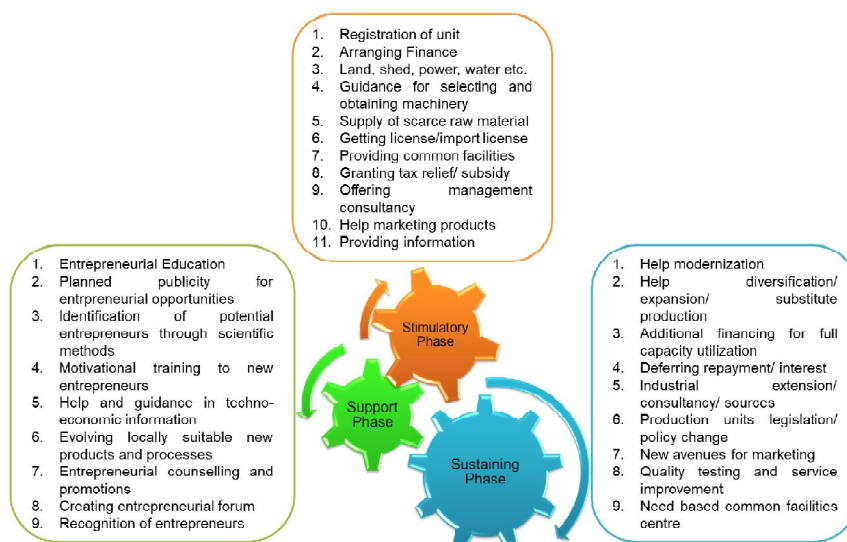 1. Registration of unit
2. Arranging Finance
3. Land, shed, power, water etc.
4. Guidance for selecting and
obtaining machinery
5. Supply of scarce raw material
6. Getting license/import license
7. Providing common facilities
8. Granting tax relief/ subsidy
9. Offering management
consultancy
10. Help marketing products
11. Providing information
1. Entrepreneurial Education
2. Planned publicity for
entrpreneurial opportunities
3. Identification of potential
entrepreneurs through scientific
methods
4. Motivational training to new
entrepreneurs
5. Help and guidance in techno-
economic information
6. Evolving locally suitable new
products and processes
7. Entrepreneurial counselling and
promotions
8. Creating entrepreneurial forum
9. Recognition of entrepreneurs
Stimulatory
Phase
Support
Phase
Sustaining
Phase
1. Help modernization
2. Help diversification/
expansion/ substitute
production
3. Additional financing for full
capacity utilization
4. Deferring repayment/ interest
5. Industrial extension/
consultancy/ sources
6. Production units legislation/
policy change
7. New avenues for marketing
8. Quality testing and service
improvement
9. Need based common facilities
centre